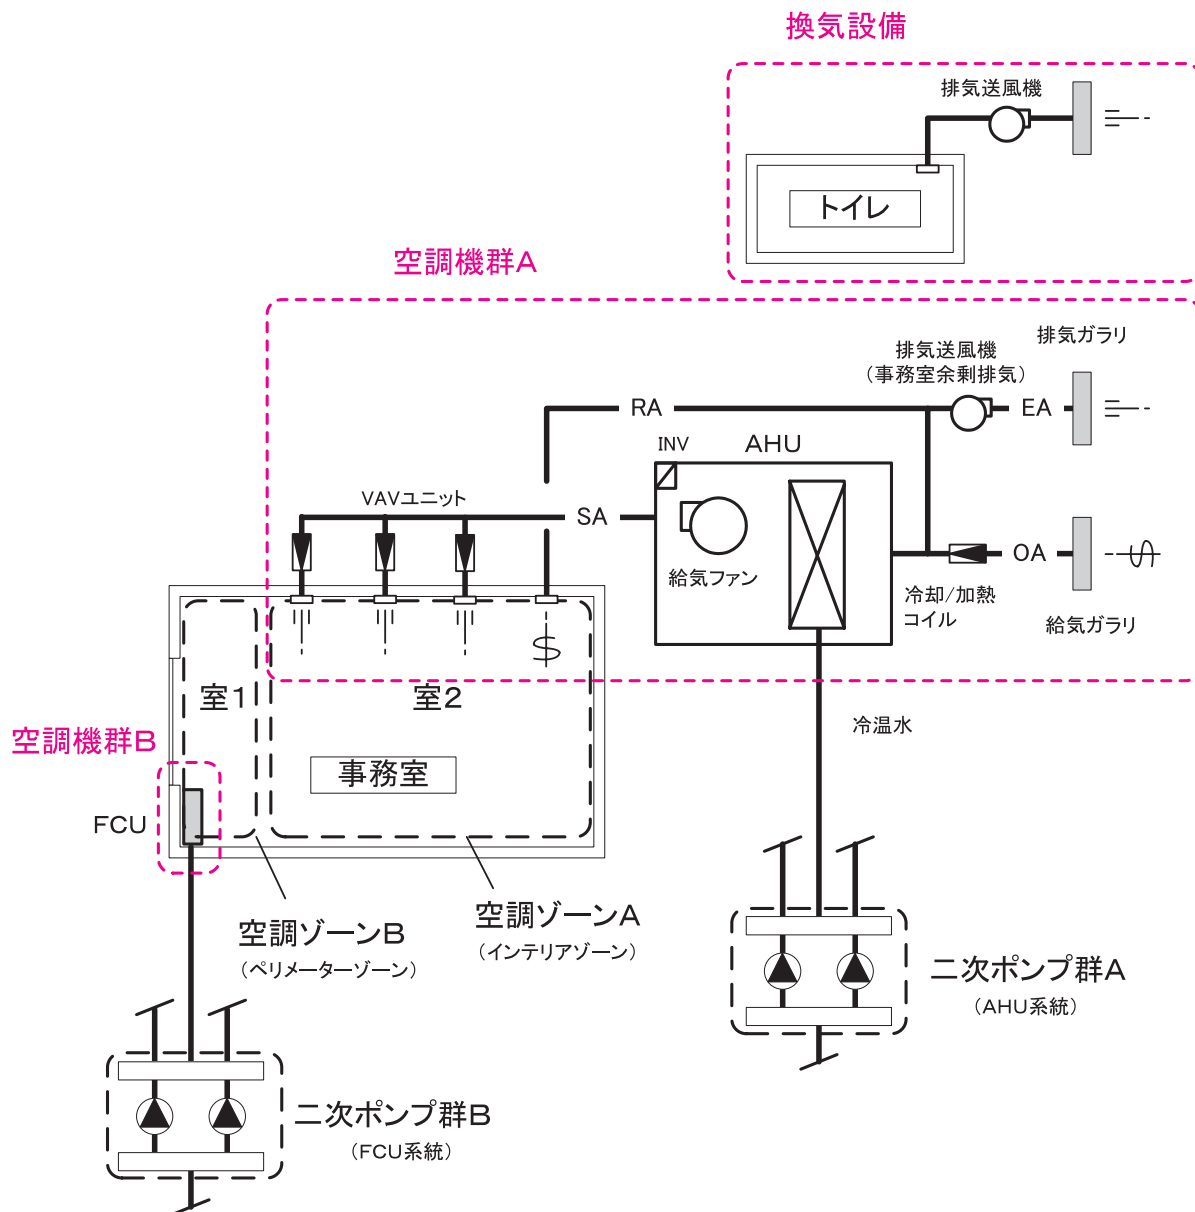 換気設備
排気送風機
トイレ
空調機群A
排気ガラリ
排気送風機
（事務室余剰排気）
RA
EA
INV
AHU
VAVユニット
SA
OA
給気ファン
冷却/加熱
コイル
給気ガラリ
室1
室2
冷温水
空調機群B
事務室
FCU
空調ゾーンA
（インテリアゾーン）
空調ゾーンB
（ペリメーターゾーン）
二次ポンプ群A
（AHU系統）
二次ポンプ群B
（FCU系統）